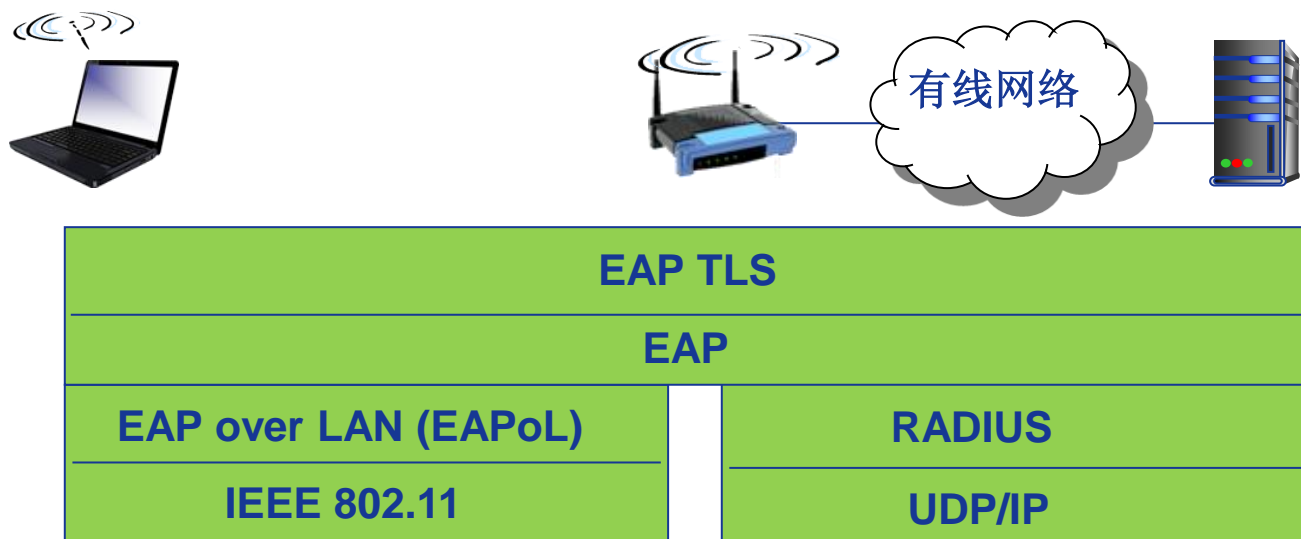 有线网络
EAP TLS
EAP
EAP over LAN (EAPoL)
RADIUS
IEEE 802.11
UDP/IP